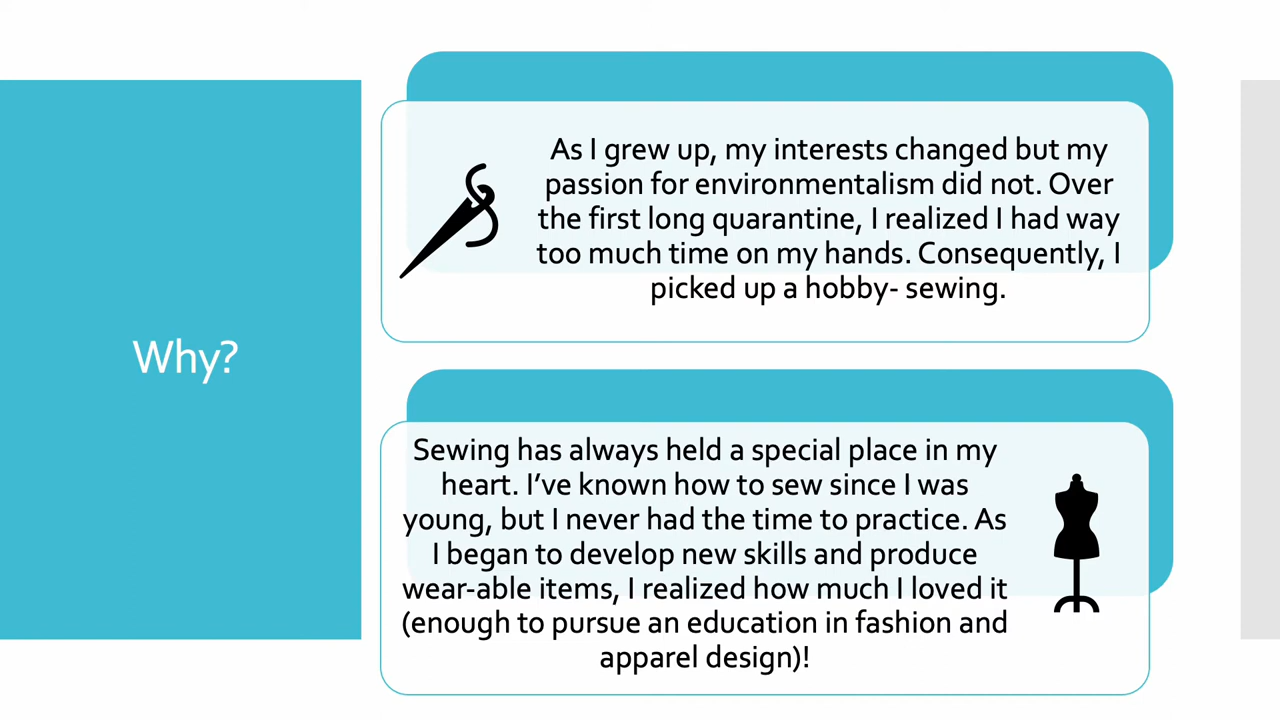 Why?
As I grew up, my interests changed but my
passion for environmentalism did not. Over
the first long quarantine, I realized I had way
too much time on my hands. Consequently, I
picked up a hobby- sewing.
Sewing has always held a special place in my
heart. I’ve known how to sew since I was
young, but I never had the time to practice. As
I began to develop new skills and produce
wear-able items, I realized how much I loved it
(enough to pursue an education in fashion and
apparel design)!